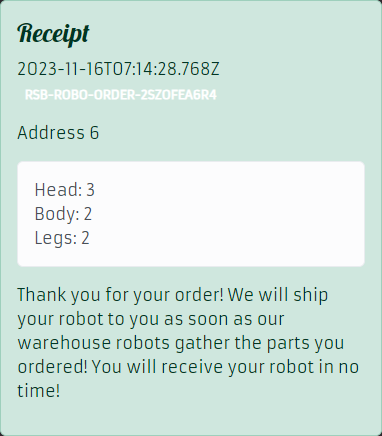 Receipt
2023-11-16T07:14:28.768Z
RSB-ROBO-ORDER-2SZOFEA6R4
Address 6
Head: 3
Body: 2
Legs: 2
Thank you for your order! We will ship
your robot to you as soon as our
warehouse robots gather the parts you
ordered! You will receive your robot in no
time!